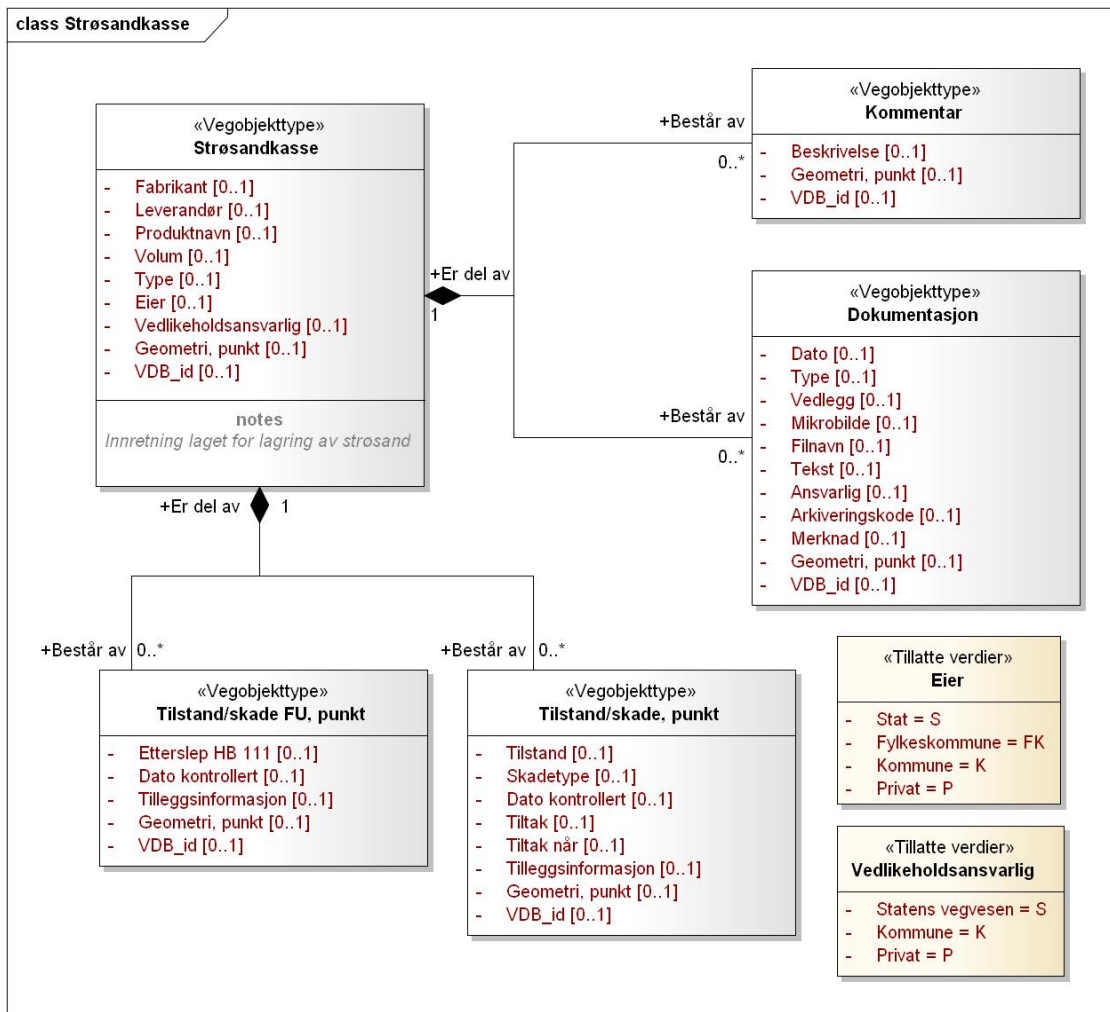 class Strøsandkasse
«Vegobjekttype»
Strøsandkasse
- Fabrikant [0..1]
- Leverandør [0..1]
- Produktnavn [0..1]
- Volum [0..1]
- Type [0..1]
- Eier [0..1]
- Vedlikeholdsansvarlig [0..1]
- Geometri, punkt [0..1]
- VDB_id [0..1]
notes
Innretning laget for lagring av strøsand
+Er del av
1
+Består av
0..*
«Vegobjekttype»
Kommentar
- Beskrivelse [0..1]
- Geometri, punkt [0..1]
- VDB_id [0..1]
+Består av
0..*
«Vegobjekttype»
Dokumentasjon
- Dato [0..1]
- Type [0..1]
- Vedlegg [0..1]
- Mikrobilde [0..1]
- Filnavn [0..1]
- Tekst [0..1]
- Ansvarlig [0..1]
- Arkiveringskode [0..1]
- Merknad [0..1]
- Geometri, punkt [0..1]
- VDB_id [0..1]
+Er del av 1
+Består av 0..*
«Vegobjekttype»
Tilstand/skade FU, punkt
- Etterslep HB 111 [0..1]
- Dato kontrollert [0..1]
- Tilleggsinformasjon [0..1]
- Geometri, punkt [0..1]
- VDB_id [0..1]
+Består av 0..*
«Vegobjekttype»
Tilstand/skade, punkt
- Tilstand [0..1]
- Skadetype [0..1]
- Dato kontrollert [0..1]
- Tiltak [0..1]
- Tiltak når [0..1]
- Tilleggsinformasjon [0..1]
- Geometri, punkt [0..1]
- VDB_id [0..1]
«Tillatte verdier»
Eier
- Stat = S
- Fylkeskommune = FK
- Kommune = K
- Privat = P
«Tillatte verdier»
Vedlikeholdsansvarlig
- Statens vegvesen = S
- Kommune = K
- Privat = P